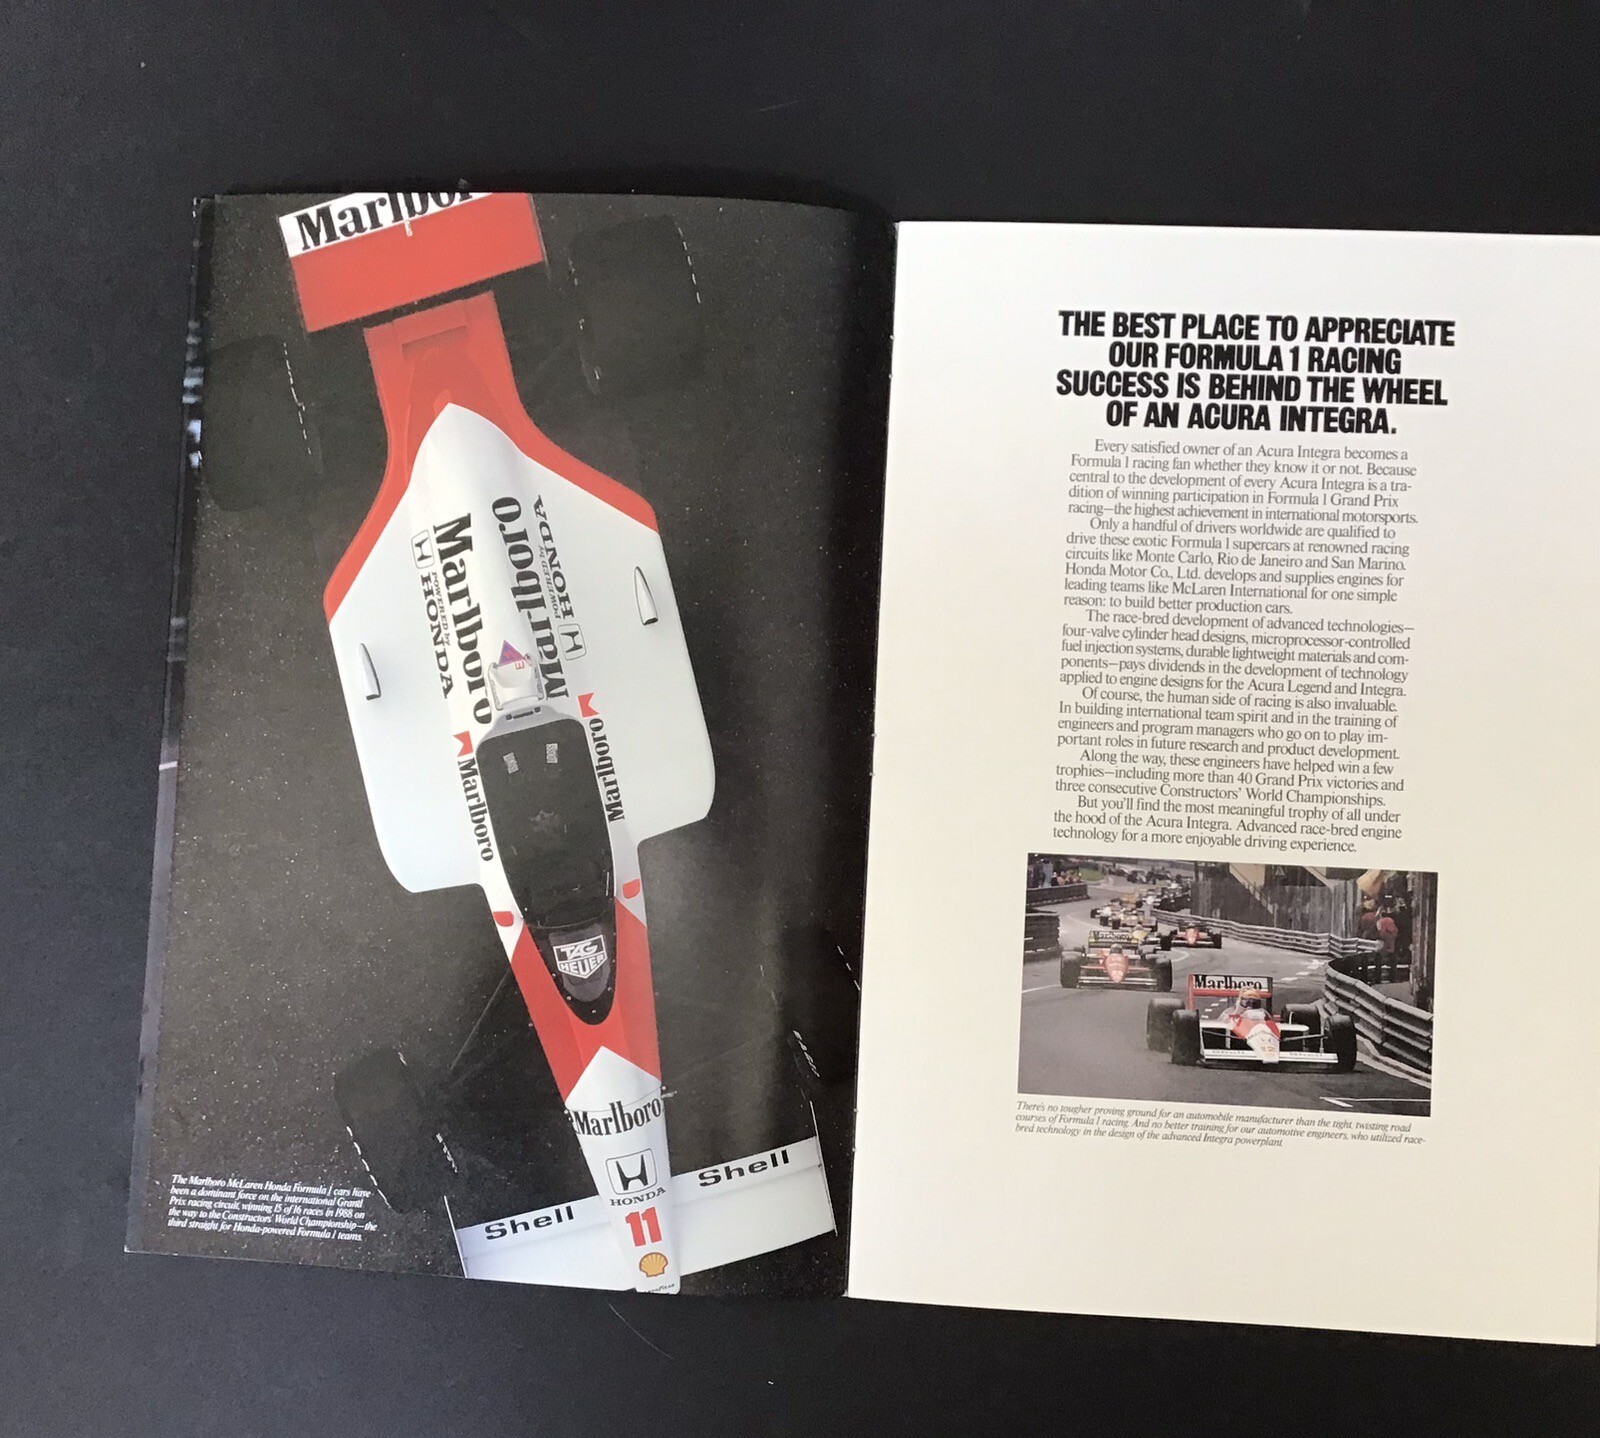 Marlbor
Marlboro
POWERED by
HONDA
Marlboro
POWERED by
HONDA
Marlboro
Marlboro
TAG
HEUER
Marlboro
HONDA
11
Shell
Shell
The Marlboro McLaren Honda Formula 1 cars have
been a dominant force on the international Grand
Prix racing circuit, winning 15 of 16 races in 1988 on
the way to the Constructors' World Championship—the
third straight for Honda-powered Formula 1 teams.
THE BEST PLACE TO APPRECIATE
OUR FORMULA 1 RACING
SUCCESS IS BEHIND THE WHEEL
OF AN ACURA INTEGRA.
Every satisfied owner of an Acura Integra becomes a
Formula 1 racing fan whether they know it or not. Because
central to the development of every Acura Integra is a tra-
dition of winning participation in Formula 1 Grand Prix
racing—the highest achievement in international motorsports.
Only a handful of drivers worldwide are qualified to
drive these exotic Formula 1 supercars at renowned racing
circuits like Monte Carlo, Rio de Janeiro and San Marino.
Honda Motor Co., Ltd. develops and supplies engines for
leading teams like McLaren International for one simple
reason: to build better production cars.
The race-bred development of advanced technologies—
four-valve cylinder head designs, microprocessor-controlled
fuel injection systems, durable lightweight materials and com-
ponents—pays dividends in the development of technology
applied to engine designs for the Acura Legend and Integra.
Of course, the human side of racing is also invaluable.
In building international team spirit and in the training of
engineers and program managers who go on to play im-
portant roles in future research and product development.
Along the way, these engineers have helped win a few
trophies—including more than 40 Grand Prix victories and
three consecutive Constructors' World Championships.
But you'll find the most meaningful trophy of all under
the hood of the Acura Integra. Advanced race-bred engine
technology for a more enjoyable driving experience.
Marlboro
Marlboro
There's no tougher proving ground for an automobile manufacturer than the tight, twisting road
courses of Formula 1 racing. And no better training for our automotive engineers, who utilized race-
bred technology in the design of the advanced Integra powerplant.